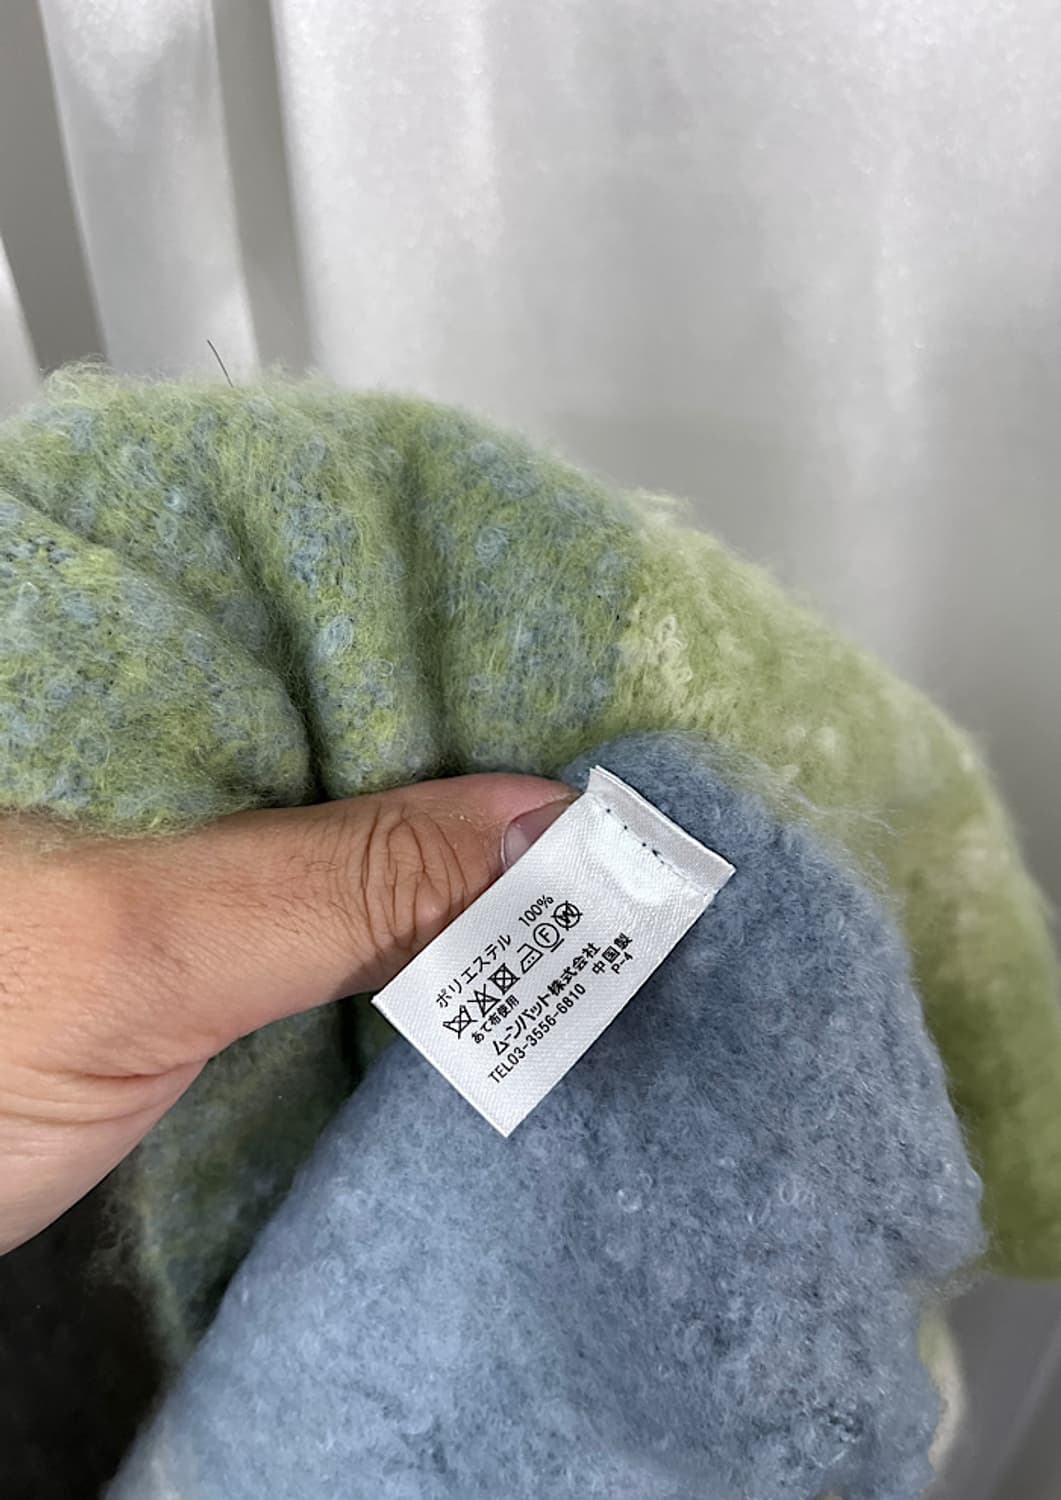 ポリエステル 100%
F W
あて布使用
ムーンバット株式会社
TEL03-3556-6810 中国製
P-4